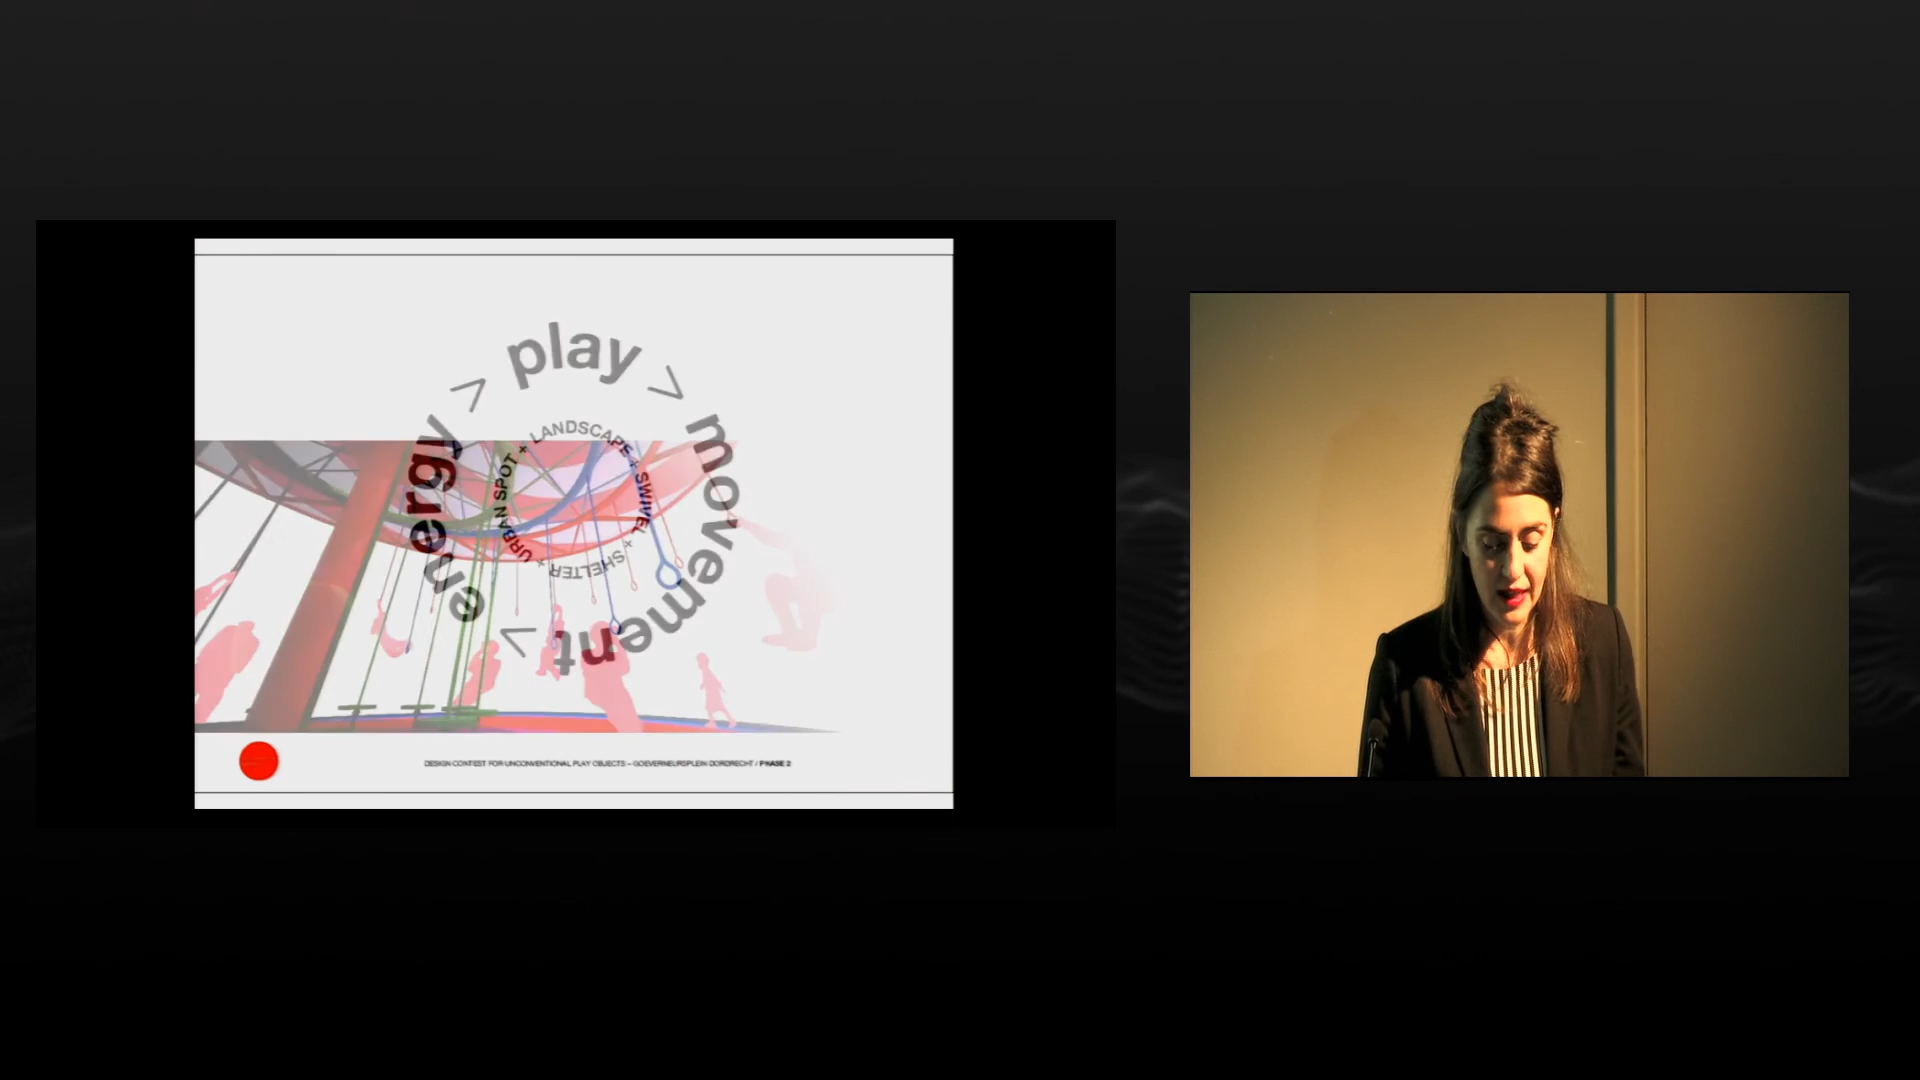 play > movement > energy >
LANDSCAPE + SWIVEL + SHELTER + URBAN SPOT +
DESIGN CONTEST FOR UNCONVENTIONAL PLAY OBJECTS – GOEVERNEURSPLEIN DORDRECHT / PHASE 2